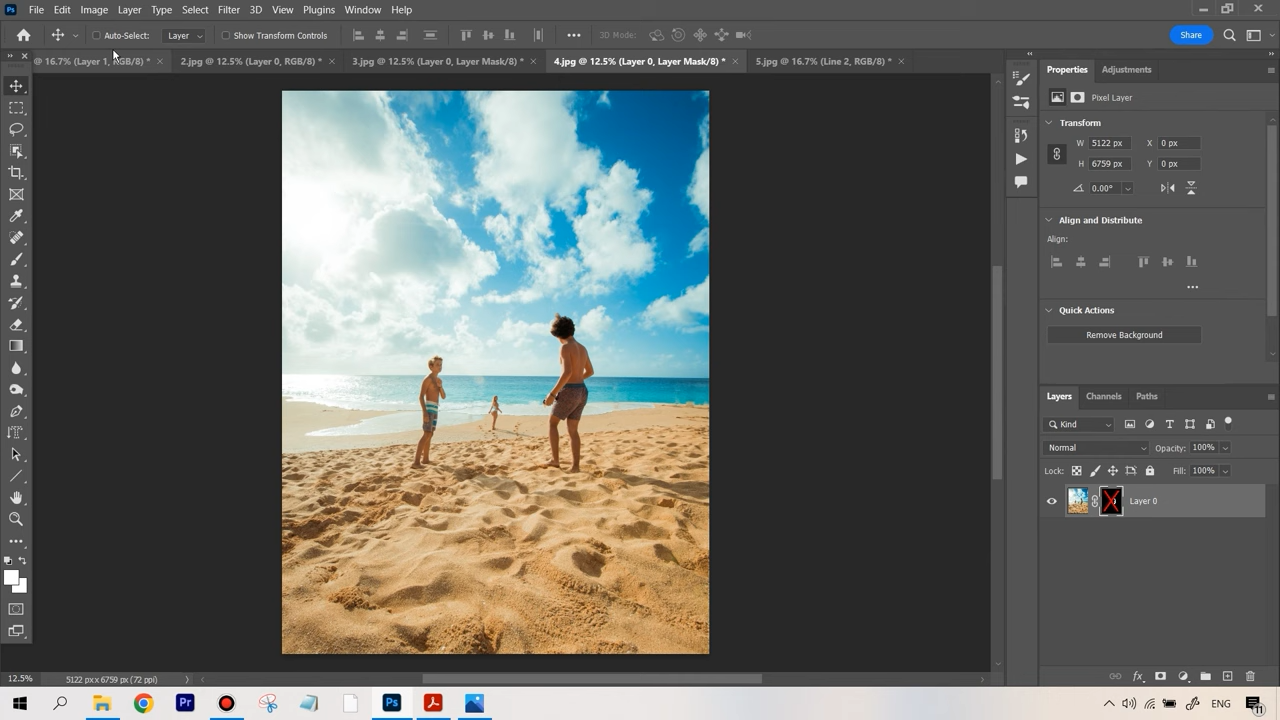 Ps File Edit Image Layer Type Select Filter 3D View Plugins Window Help
Auto-Select: Layer Show Transform Controls 3D Mode: Share
@ 16.7% (Layer 1, RGB/8) * 2.jpg @ 12.5% (Layer 0, RGB/8) * 3.jpg @ 12.5% (Layer 0, Layer Mask/8) * 4.jpg @ 12.5% (Layer 0, Layer Mask/8) * 5.jpg @ 16.7% (Line 2, RGB/8) *
Properties Adjustments
Pixel Layer
Transform
W 5122 px X 0 px
H 6759 px Y 0 px
0.00°
Align and Distribute
Align:
Quick Actions
Remove Background
Layers Channels Paths
Kind
Normal Opacity: 100%
Lock: Fill: 100%
Layer 0
12.5% 5122 px x 6759 px (72 ppi)
Pr Ps ENG 11